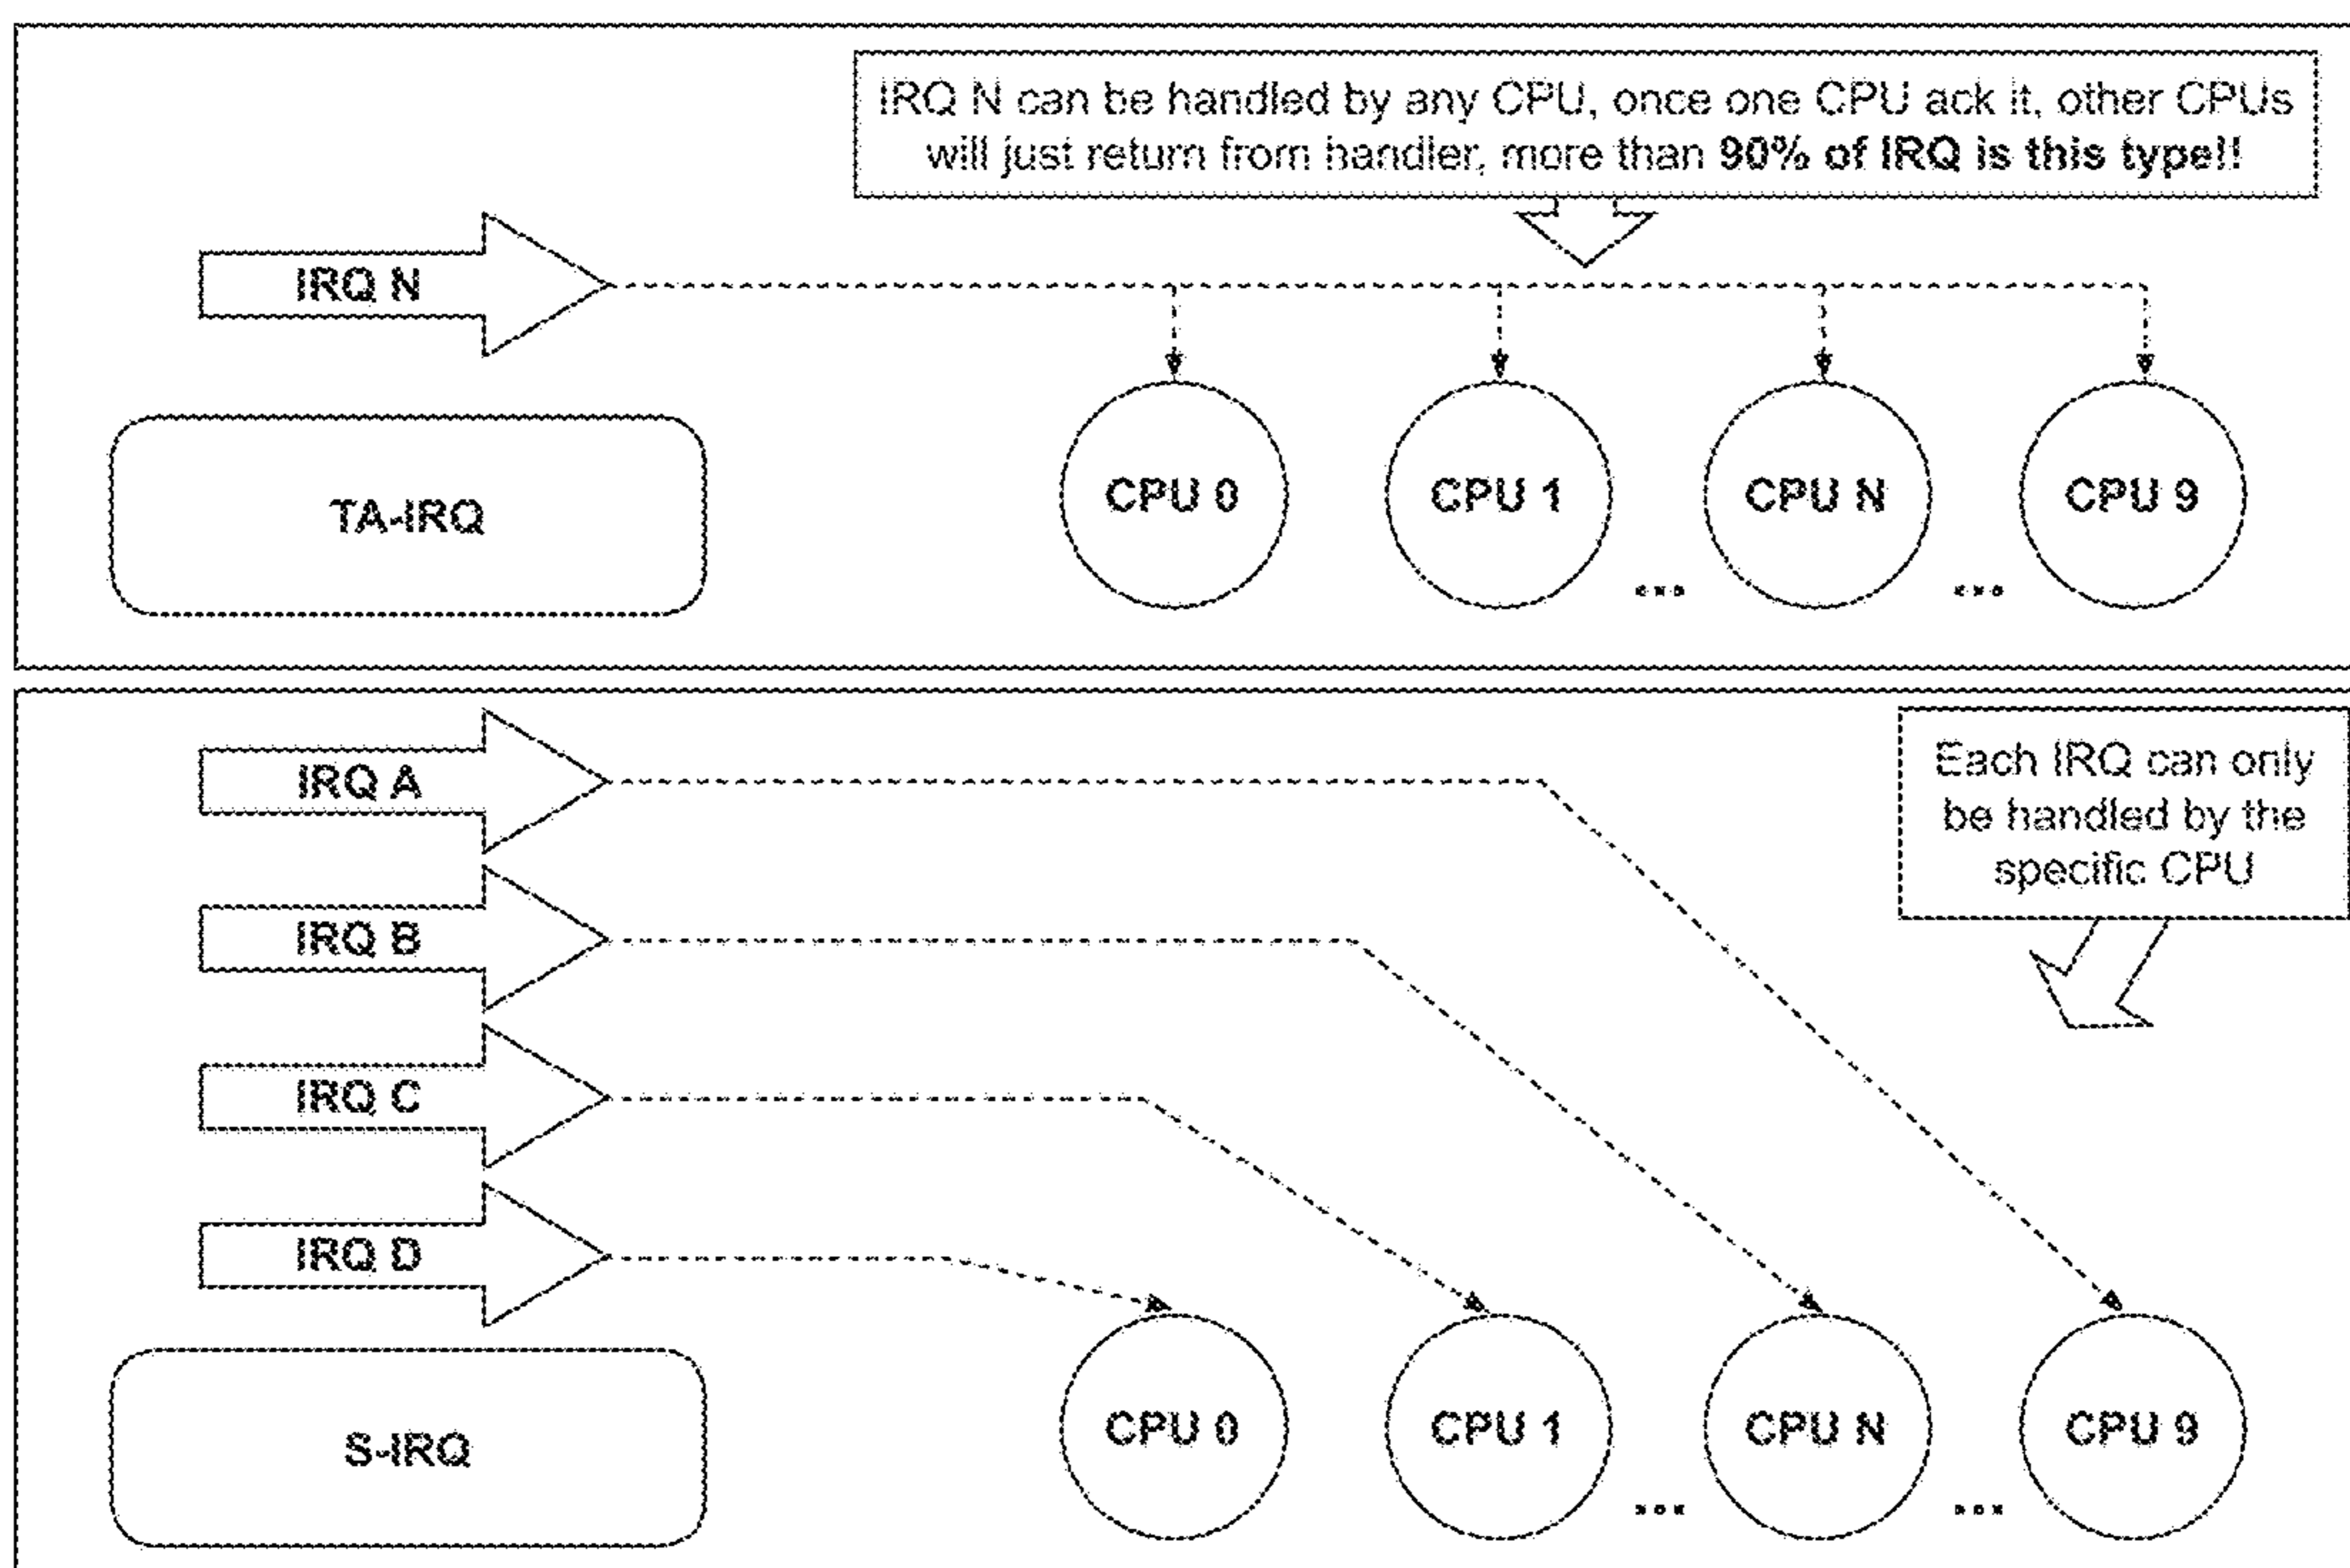 IRQ N can be handled by any CPU, once one CPU ack it, other CPUs
will just return from handler, more than 90% of IRQ is this type!!
IRQ N
TA-IRQ
CPU 0
CPU 1
...
CPU N
...
CPU 9
IRQ A
Each IRQ can only
be handled by the
specific CPU
IRQ B
IRQ C
IRQ D
S-IRQ
CPU 0
CPU 1
...
CPU N
...
CPU 9